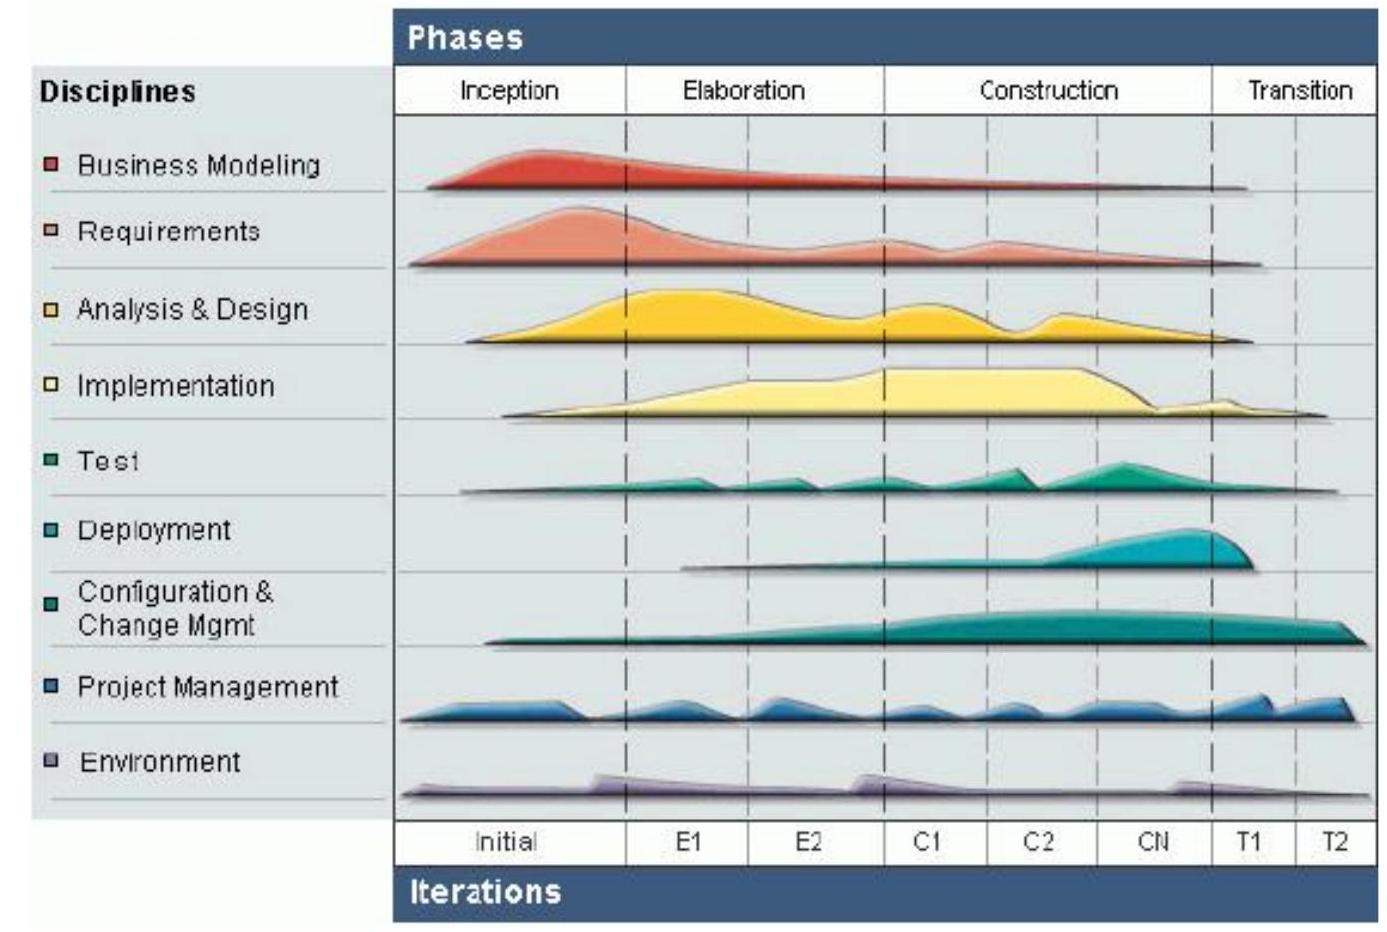 Phases
Disciplines
Inception
Elaboration
Construction
Transition
Business Modeling
Requirements
Analysis & Design
Implementation
Test
Deployment
Configuration &
Change Mgmt
Project Management
Environment
Initial
E1
E2
C1
C2
CN
T1
T2
Iterations